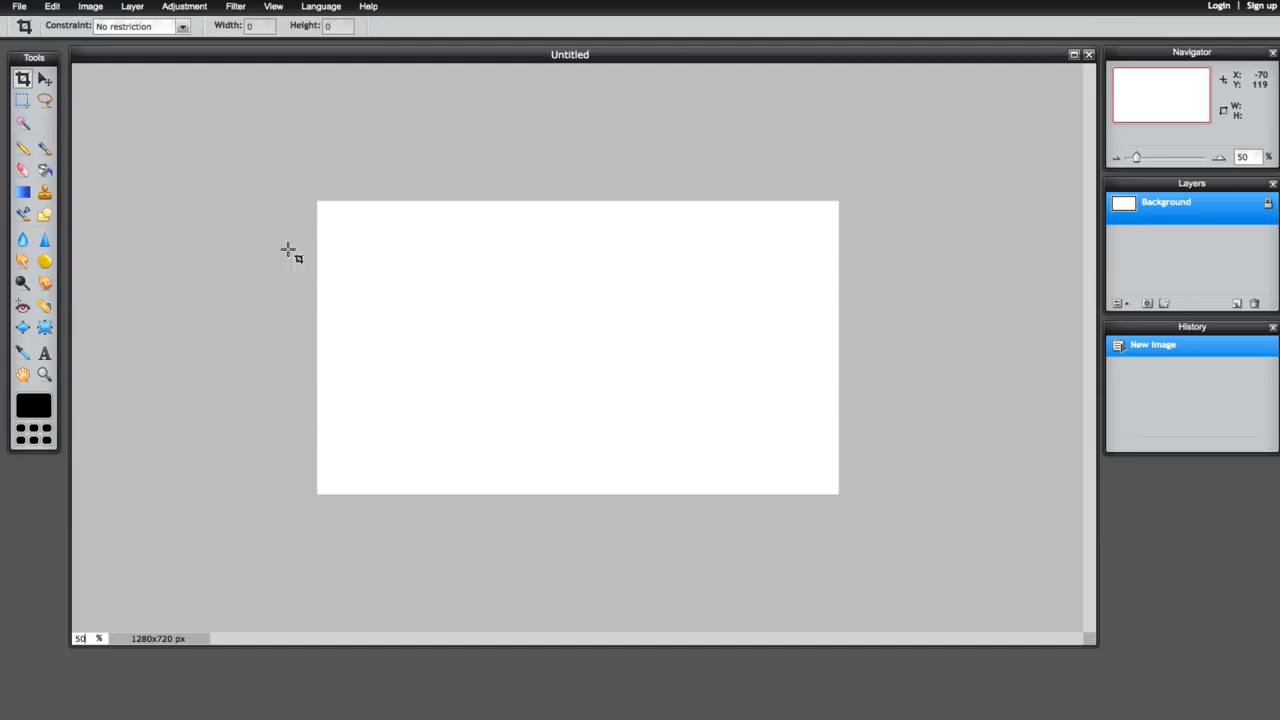 File Edit Image Layer Adjustment Filter View Language Help Login | Sign up
Constraint: No restriction Width: 0 Height: 0
Tools
Untitled
Navigator
X: -70
Y: 119
W:
H:
50 %
Layers
Background
History
New Image
A
50 % 1280x720 px